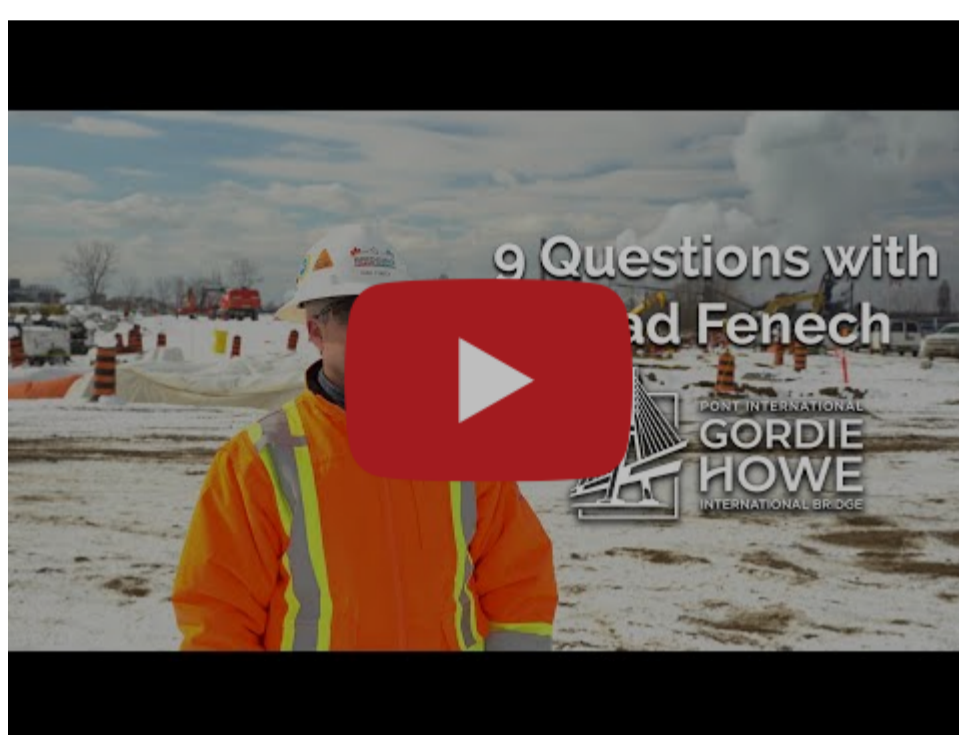 9 Questions with
ad Fenech
PONT INTERNATIONAL
GORDIE
HOWE
INTERNATIONAL BRIDGE